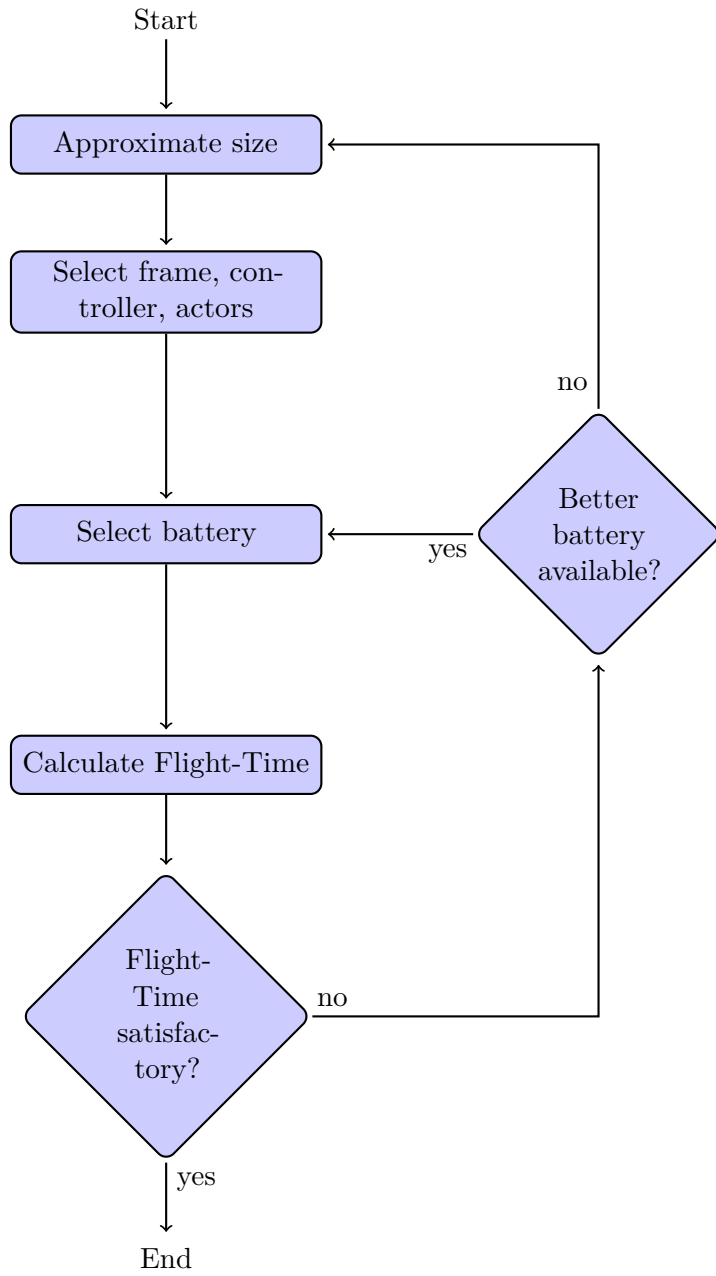 Start
Approximate size
Select frame, con-
troller, actors
no
Better
battery
available?
Select battery
yes
Calculate Flight-Time
Flight-
Time
satisfac-
tory?
no
yes
End